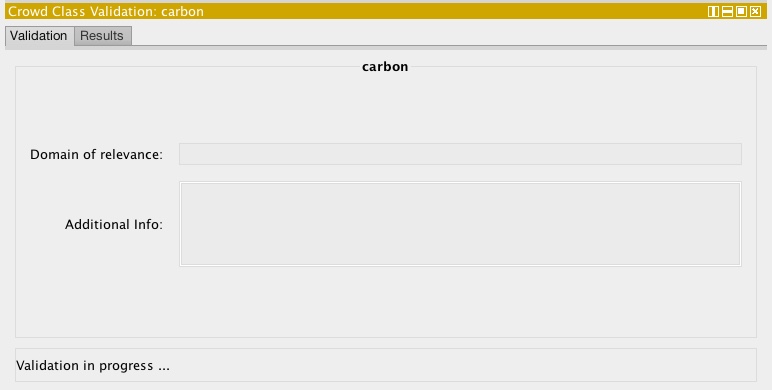 Crowd Class Validation: carbon
Validation Results
carbon
Domain of relevance:
Additional Info:
Validation in progress ...